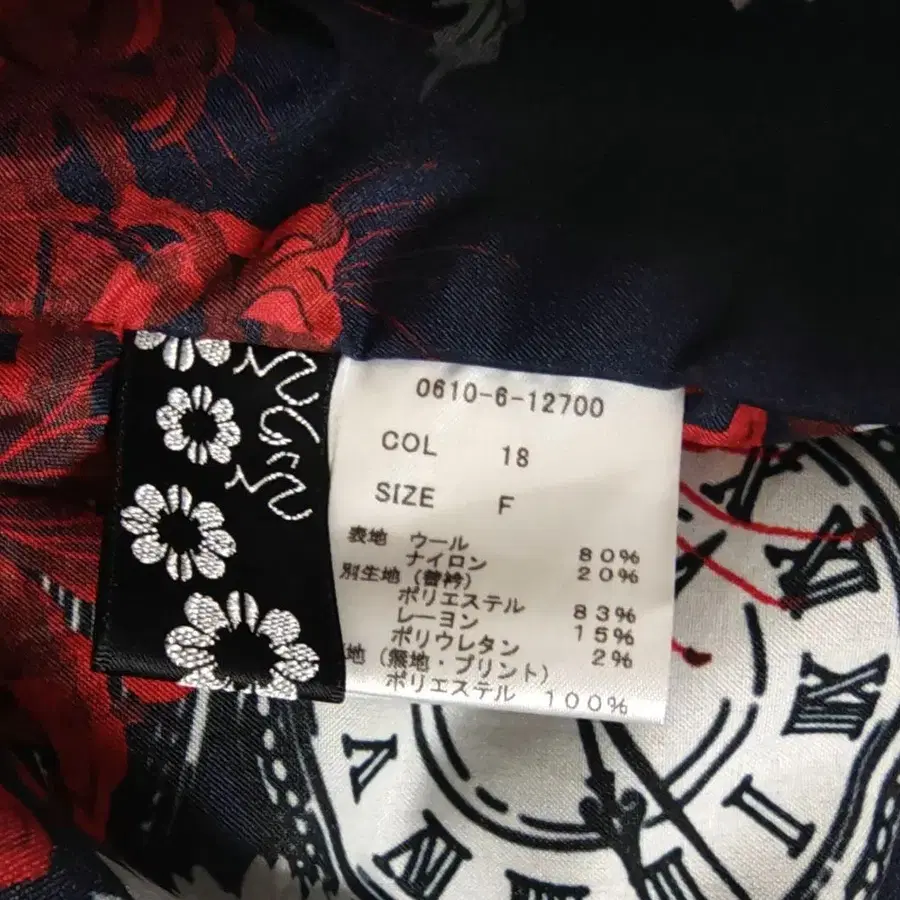 0610-6-12700
COL 18
SIZE F
表地 ウール 80%
ナイロン 20%
別生地(替衿)
ポリエステル 83%
レーヨン 15%
ポリウレタン 2%
地(無地・プリント)
ポリエステル 100%